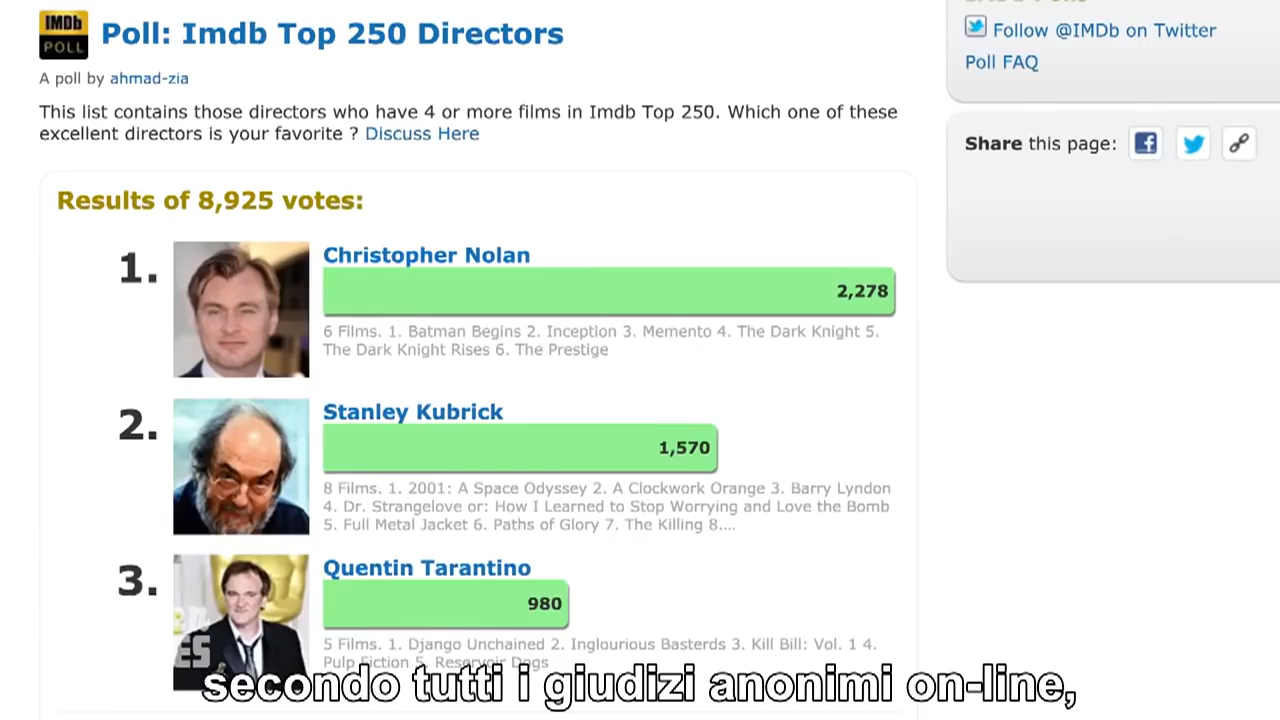 IMDb
POLL
Poll: Imdb Top 250 Directors
A poll by ahmad-zia
This list contains those directors who have 4 or more films in Imdb Top 250. Which one of these
excellent directors is your favorite ? Discuss Here
Results of 8,925 votes:
1.
Christopher Nolan
2,278
6 Films. 1. Batman Begins 2. Inception 3. Memento 4. The Dark Knight 5.
The Dark Knight Rises 6. The Prestige
2.
Stanley Kubrick
1,570
8 Films. 1. 2001: A Space Odyssey 2. A Clockwork Orange 3. Barry Lyndon
4. Dr. Strangelove or: How I Learned to Stop Worrying and Love the Bomb
5. Full Metal Jacket 6. Paths of Glory 7. The Killing 8....
3.
Quentin Tarantino
980
5 Films. 1. Django Unchained 2. Inglourious Basterds 3. Kill Bill: Vol. 1 4.
Pulp Fiction 5. Reservoir Dogs
Follow @IMDb on Twitter
Poll FAQ
Share this page:
secondo tutti i giudizi anonimi on-line,